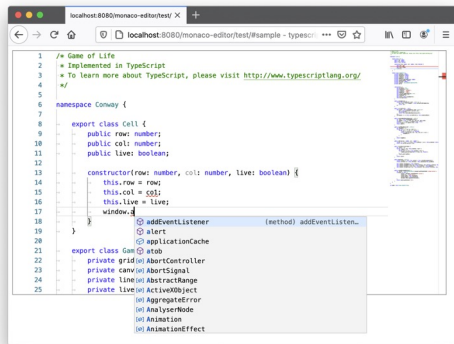 localhost:8080/monaco-editor/test/ X +
localhost:8080/monaco-editor/test/#sample - typescri ...
1 /* Game of Life
2 * Implemented in TypeScript
3 * To learn more about TypeScript, please visit http://www.typescriptlang.org/
4 */
5
6 namespace Conway {
7
8 export class Cell {
9 public row: number;
10 public col: number;
11 public live: boolean;
12
13 constructor(row: number, col: number, live: boolean) {
14 this.row = row;
15 this.col = co1;
16 this.live = live;
17 window.a
18 }
19 }
20
21 export class Gam
22 private grid
23 private canv
24 private line
25 private live
addEventListener (method) addEventListen…
alert
applicationCache
atob
AbortController
AbortSignal
AbstractRange
ActiveXObject
AggregateError
AnalyserNode
Animation
AnimationEffect